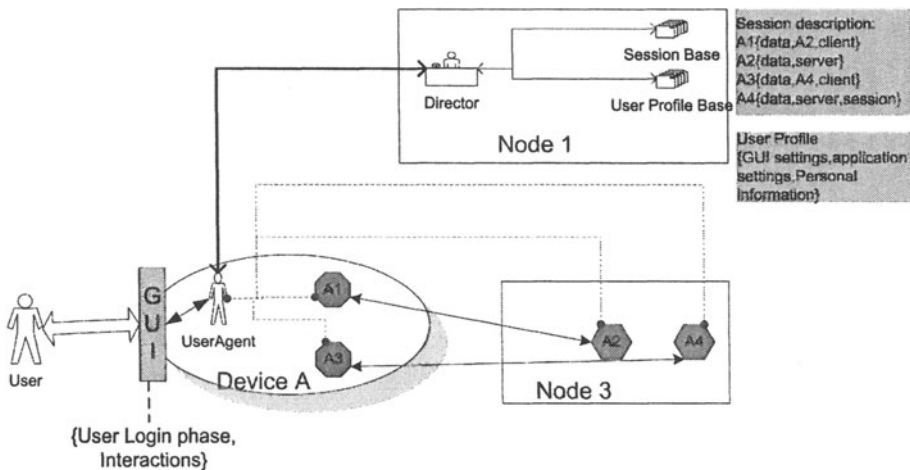 Session description:
A1{data,A2,client}
A2{data,server}
A3{data,A4,client}
A4{data,server,session}
User Profile
{GUI settings,application
settings,Personal
Information}
Session Base
Director
User Profile Base
Node 1
G
U
I
A1
UserAgent
A3
Device A
A2
A4
Node 3
User
{User Login phase,
Interactions}